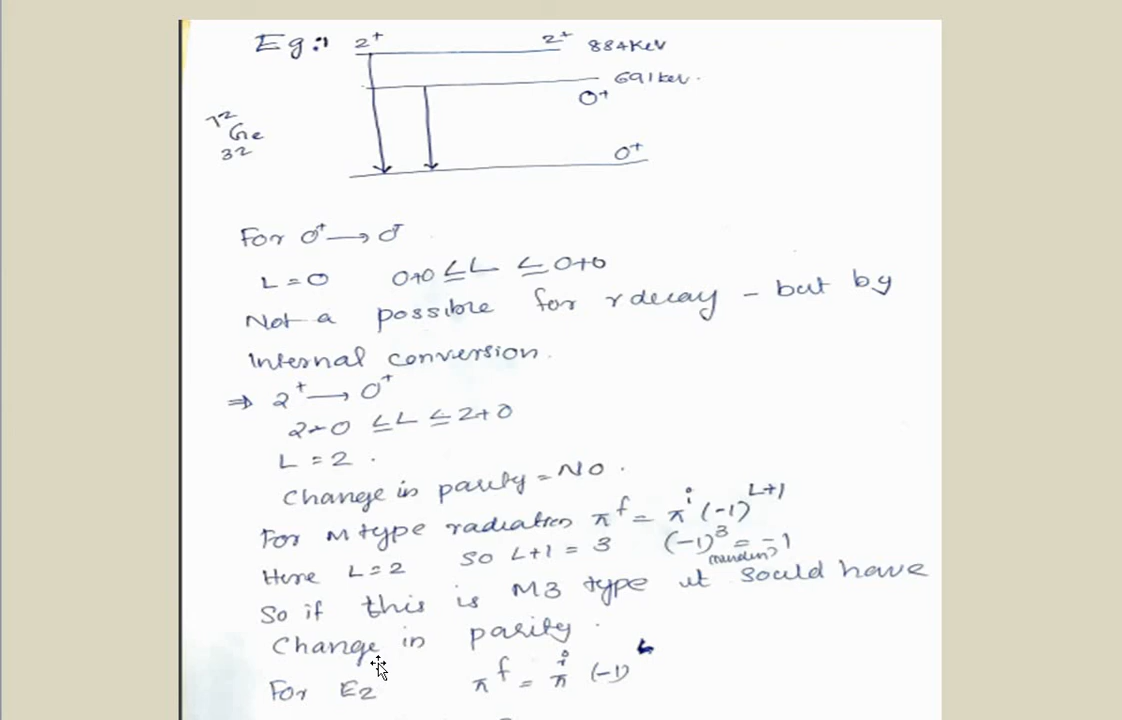 Eg:1 2⁺ 2⁺ 884KeV
691kev.
0⁺
72
Ge
32
0⁺
For 0⁺→0⁺
L=0 0+0 ≤ L ≤ 0+0
Not a possible for r decay - but by
Internal conversion.
⇒ 2⁺→0⁺
2-0 ≤ L ≤ 2+0
L = 2.
Change in parity = NO.
For M type radiation π^f = π^i (-1)^L+1
Here L=2 So L+1 = 3 (-1)³ = -1
So if this is M3 type it sould have
Change in parity.
For E2 π^f = π^i (-1)^L